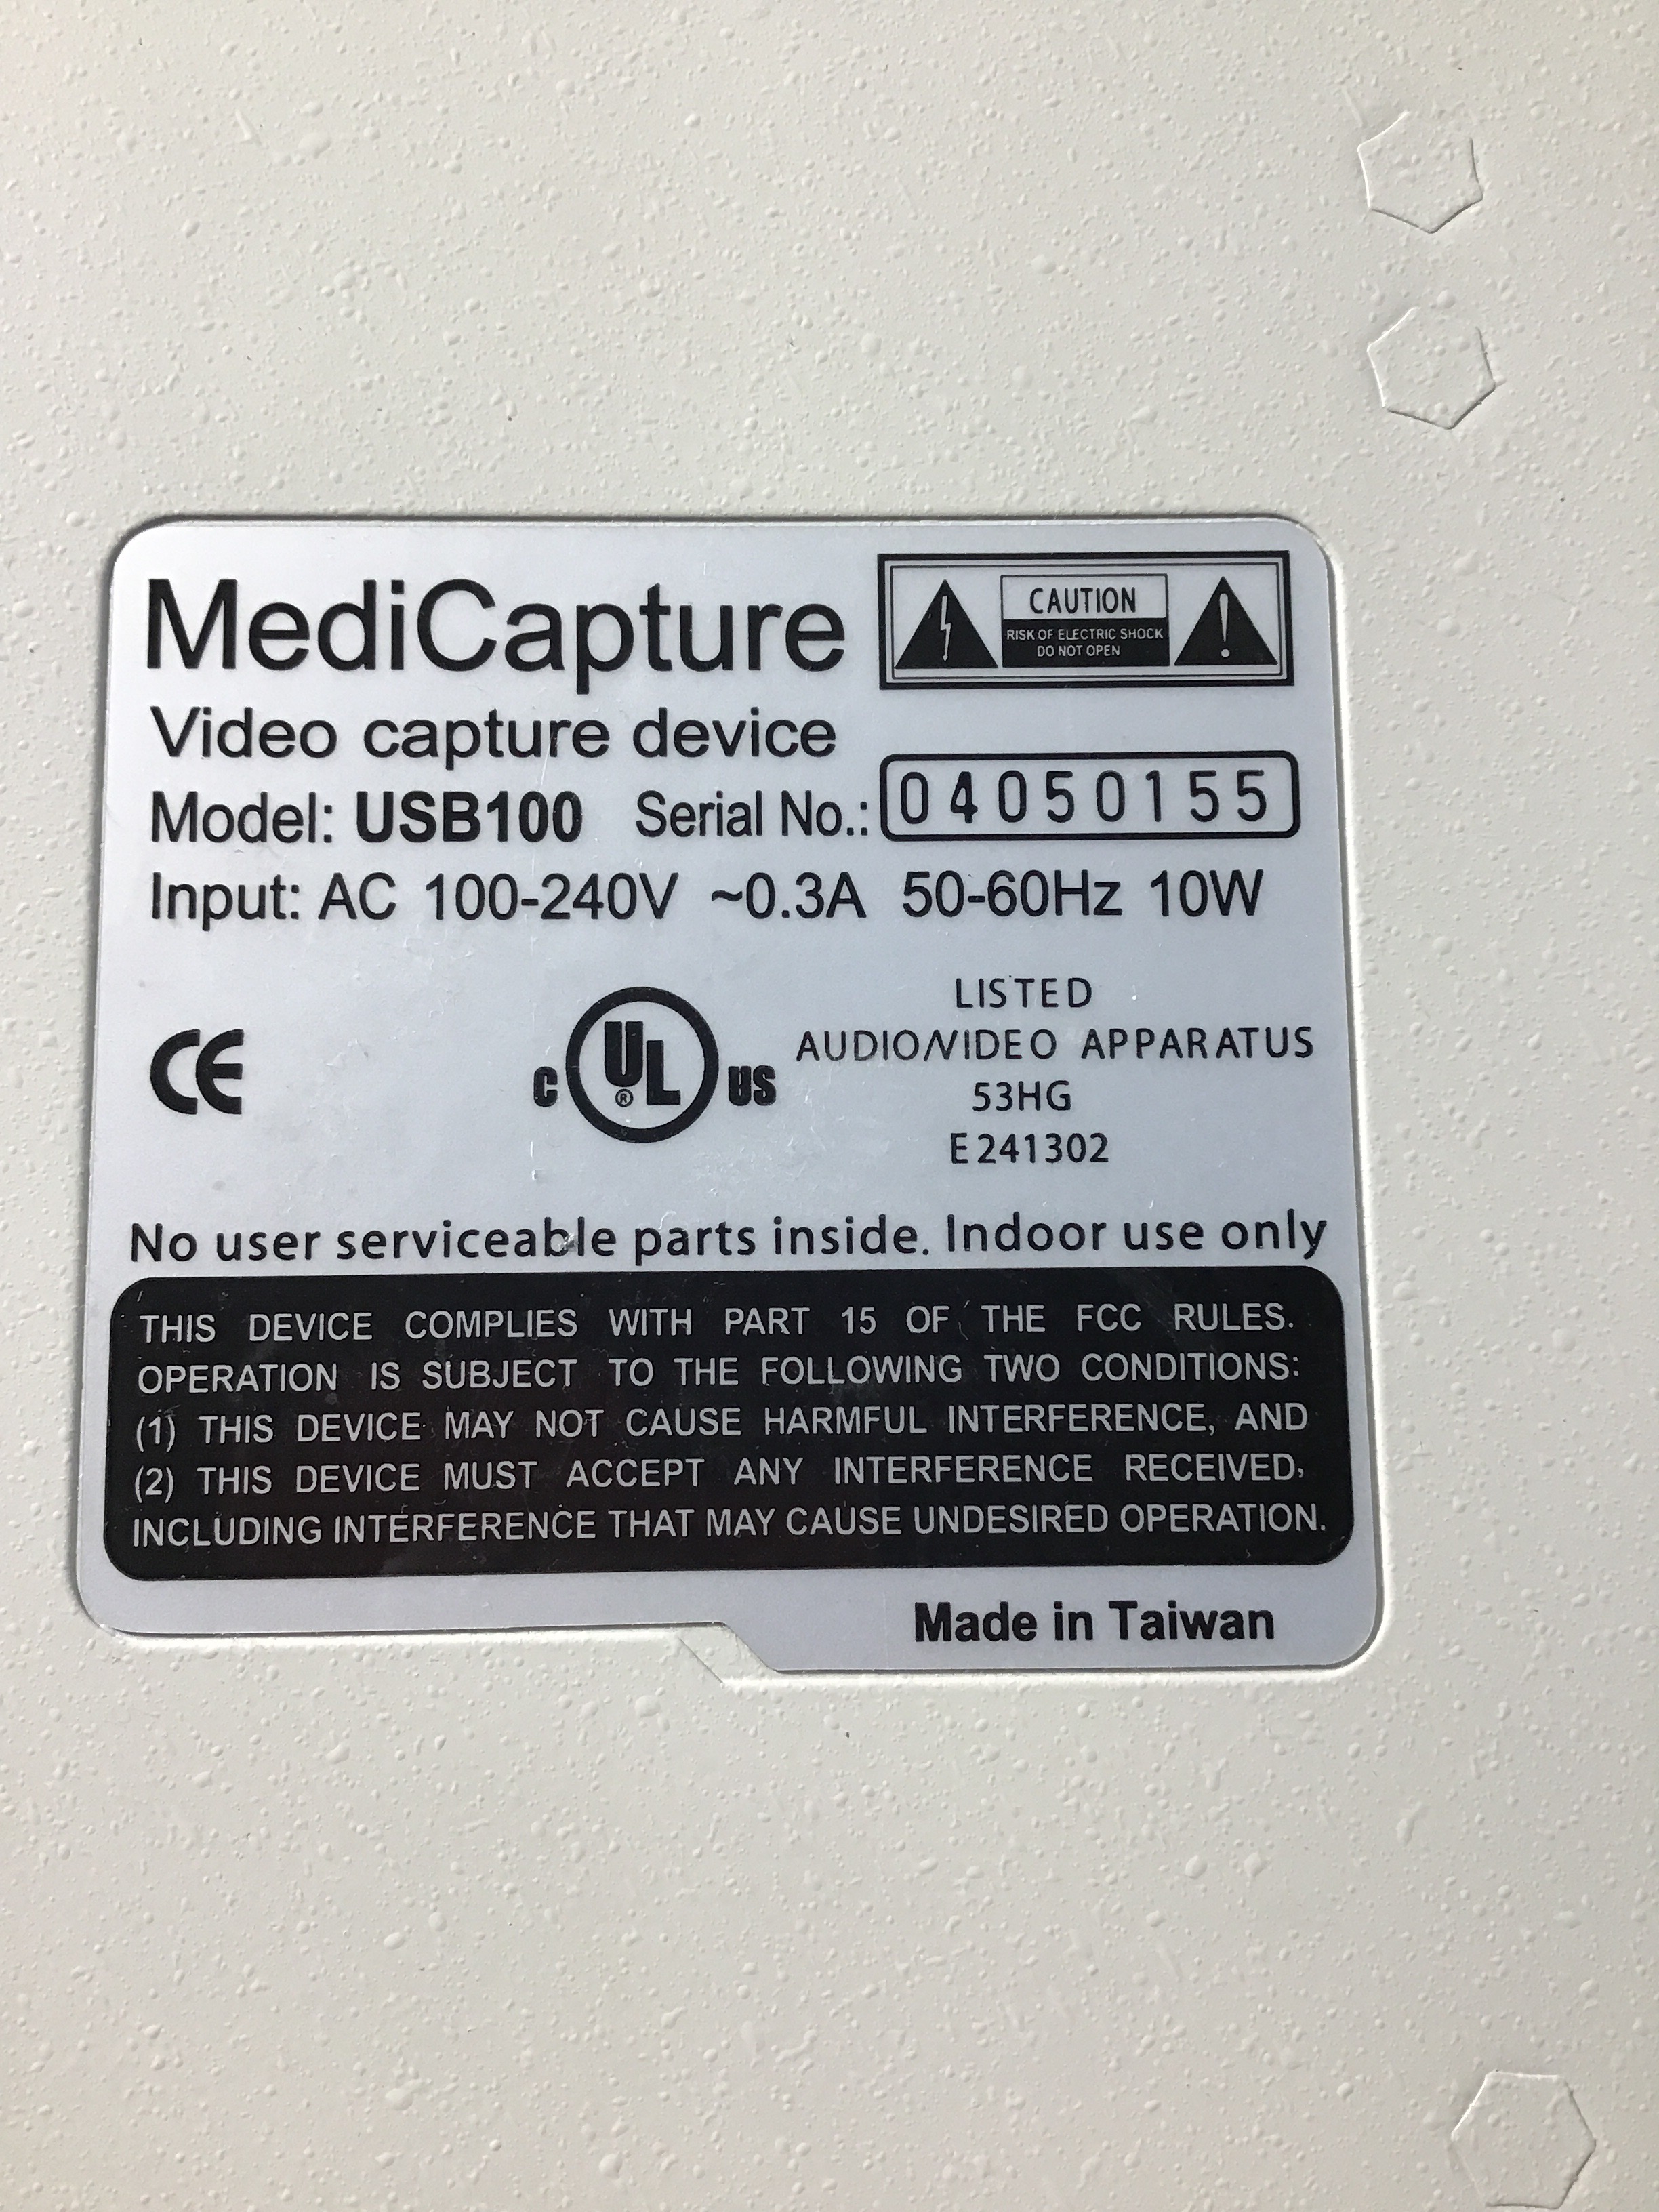 MediCapture
CAUTION
RISK OF ELECTRIC SHOCK
DO NOT OPEN
Video capture device
Model: USB100 Serial No.: 04050155
Input: AC 100-240V ~0.3A 50-60Hz 10W
CE
C UL® US
LISTED
AUDIO/VIDEO APPARATUS
53HG
E241302
No user serviceable parts inside. Indoor use only
THIS DEVICE COMPLIES WITH PART 15 OF THE FCC RULES.
OPERATION IS SUBJECT TO THE FOLLOWING TWO CONDITIONS:
(1) THIS DEVICE MAY NOT CAUSE HARMFUL INTERFERENCE, AND
(2) THIS DEVICE MUST ACCEPT ANY INTERFERENCE RECEIVED,
INCLUDING INTERFERENCE THAT MAY CAUSE UNDESIRED OPERATION.
Made in Taiwan